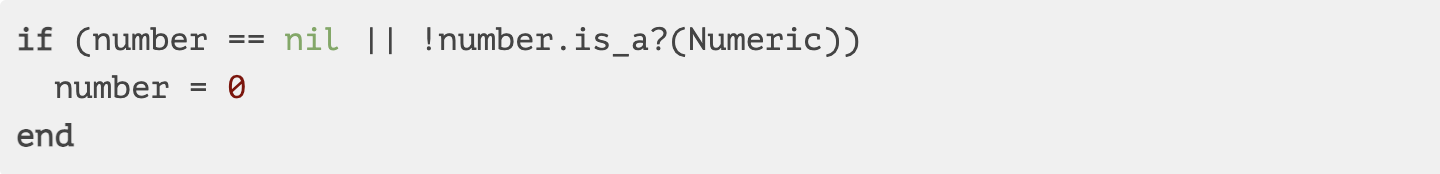 if (number == nil || !number.is_a?(Numeric))
  number = 0
end